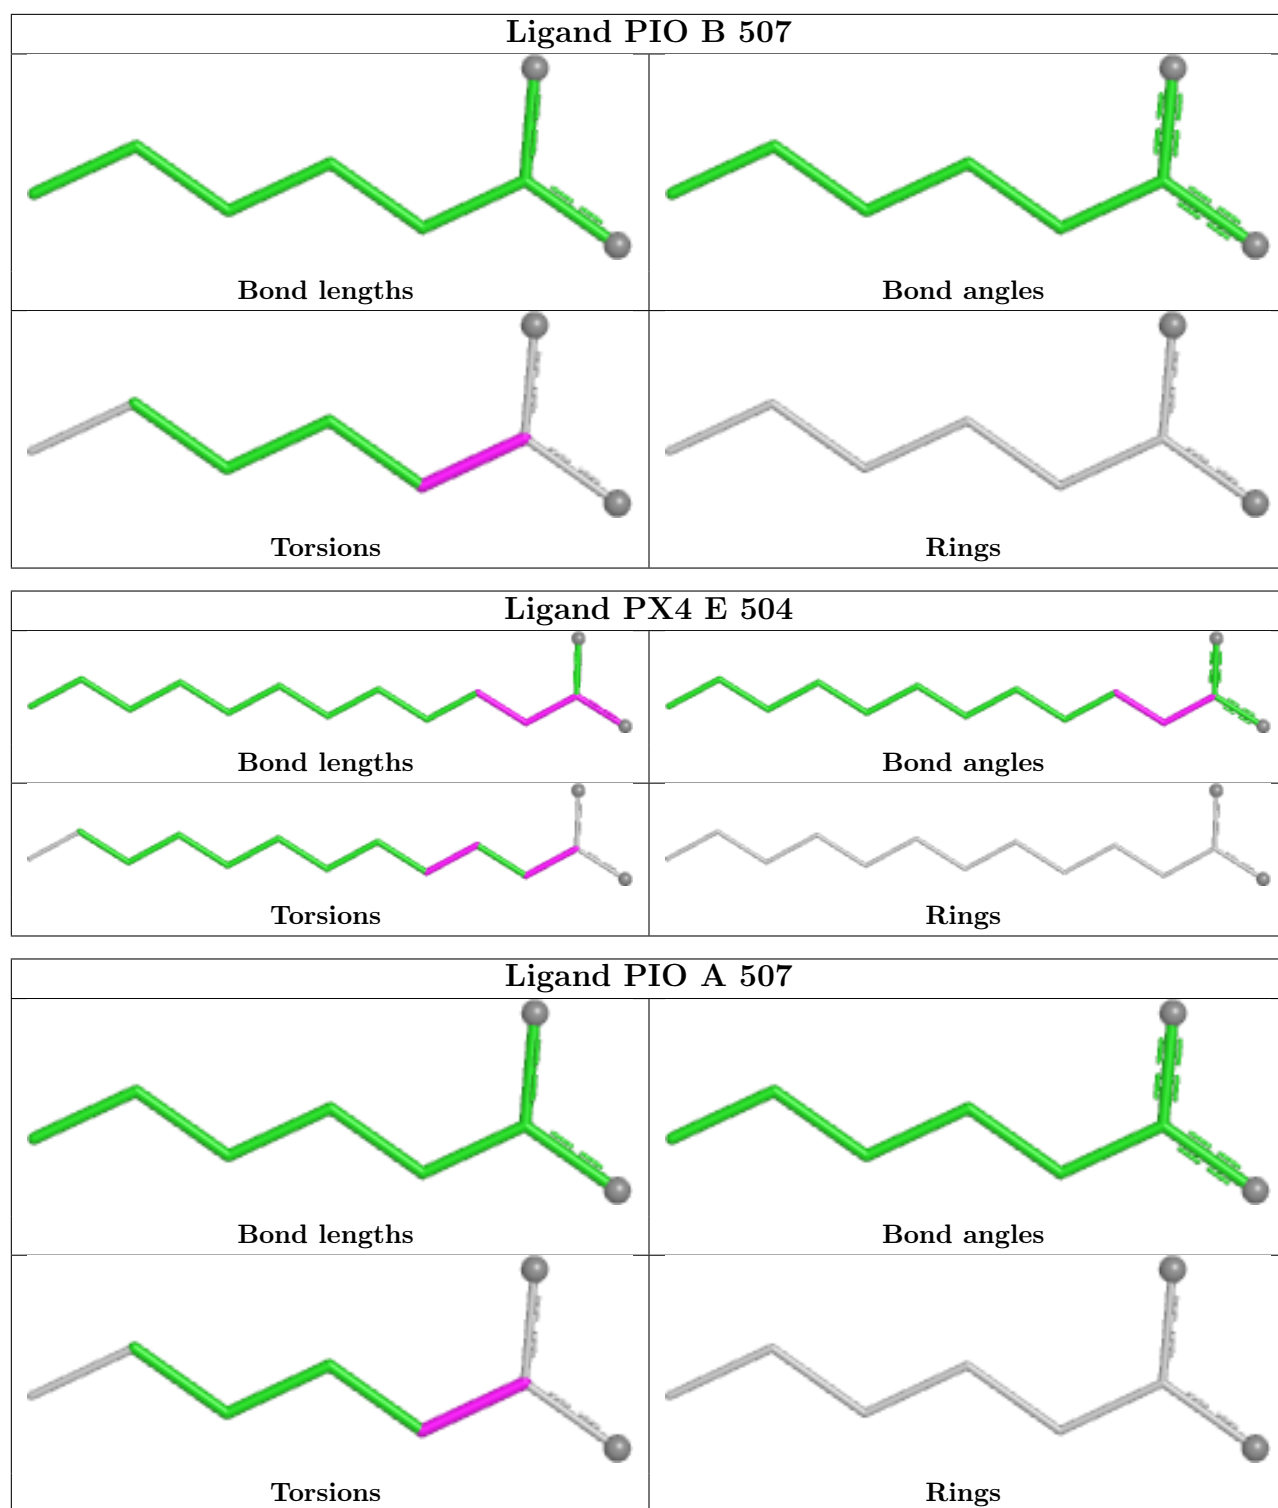 Ligand PIO B 507
Bond lengths
Bond angles
Torsions
Rings
Ligand PX4 E 504
Bond lengths
Bond angles
Torsions
Rings
Ligand PIO A 507
Bond lengths
Bond angles
Torsions
Rings